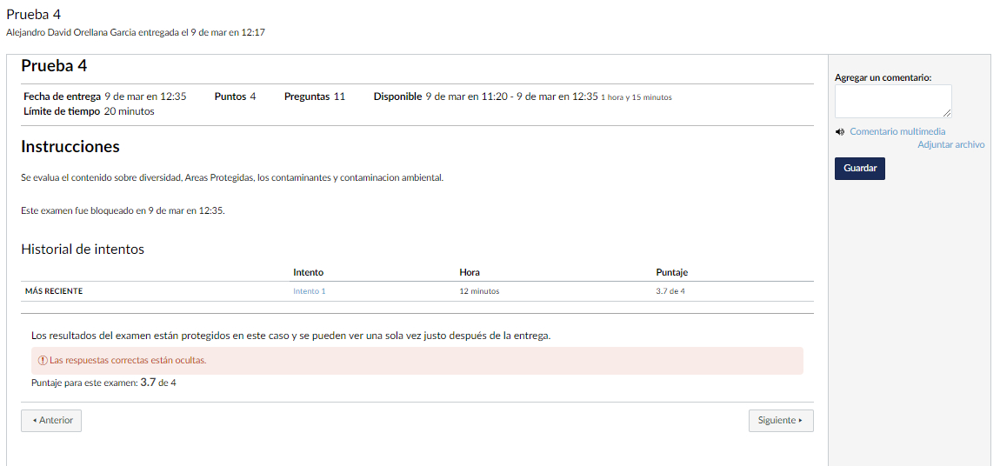 Prueba 4
Alejandro David Orellana Garcia entregada el 9 de mar en 12:17
Prueba 4
Fecha de entrega 9 de mar en 12:35 Puntos 4 Preguntas 11 Disponible 9 de mar en 11:20 - 9 de mar en 12:35 1 hora y 15 minutos
Límite de tiempo 20 minutos
Instrucciones
Se evalua el contenido sobre diversidad, Areas Protegidas, los contaminantes y contaminacion ambiental.
Este examen fue bloqueado en 9 de mar en 12:35.
Historial de intentos
Intento Hora Puntaje
MÁS RECIENTE Intento 1 12 minutos 3.7 de 4
Los resultados del examen están protegidos en este caso y se pueden ver una sola vez justo después de la entrega.
Las respuestas correctas están ocultas.
Puntaje para este examen: 3.7 de 4
Anterior Siguiente
Agregar un comentario:
Comentario multimedia
Adjuntar archivo
Guardar